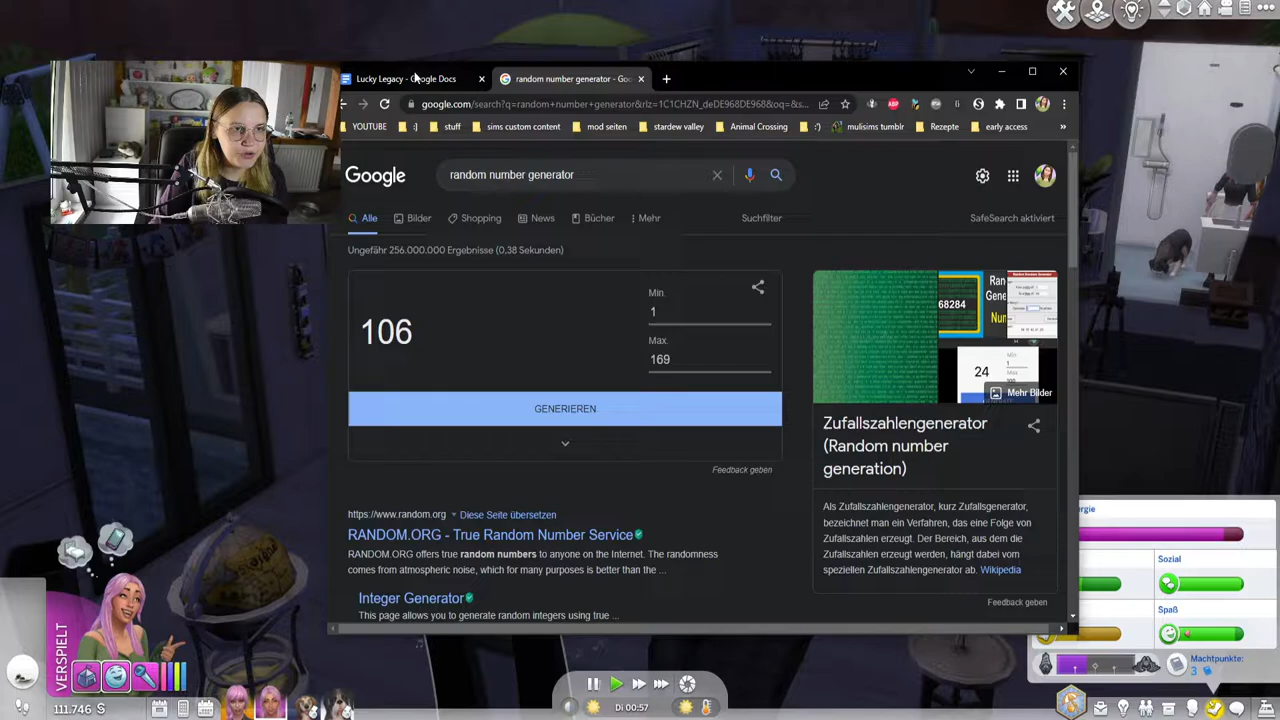 Lucky Legacy - Google Docs
random number generator - Goo
google.com/search?q=random+number+generator&rlz=1C1CHZN_deDE968DE968&oq=&s...
YOUTUBE
:]
stuff
sims custom content
mod seiten
stardew valley
Animal Crossing
:')
mulisims tumblr
Rezepte
early access
»
Google
random number generator
Alle
Bilder
Shopping
News
Bücher
Mehr
Suchfilter
SafeSearch aktiviert
Ungefähr 256.000.000 Ergebnisse (0,38 Sekunden)
106
Min.
1
Max.
169
GENERIEREN
Feedback geben
68284
24
Mehr Bilder
Zufallszahlengenerator
(Random number
generation)
Als Zufallszahlengenerator, kurz Zufallsgenerator,
bezeichnet man ein Verfahren, das eine Folge von
Zufallszahlen erzeugt. Der Bereich, aus dem die
Zufallszahlen erzeugt werden, hängt dabei vom
speziellen Zufallszahlengenerator ab. Wikipedia
Feedback geben
https://www.random.org
Diese Seite übersetzen
RANDOM.ORG - True Random Number Service
RANDOM.ORG offers true random numbers to anyone on the Internet. The randomness
comes from atmospheric noise, which for many purposes is better than the ...
Integer Generator
This page allows you to generate random integers using true ...
VERSPIELT
111.746 $
Di 00:57
ergie
Sozial
Spaß
Machtpunkte:
3